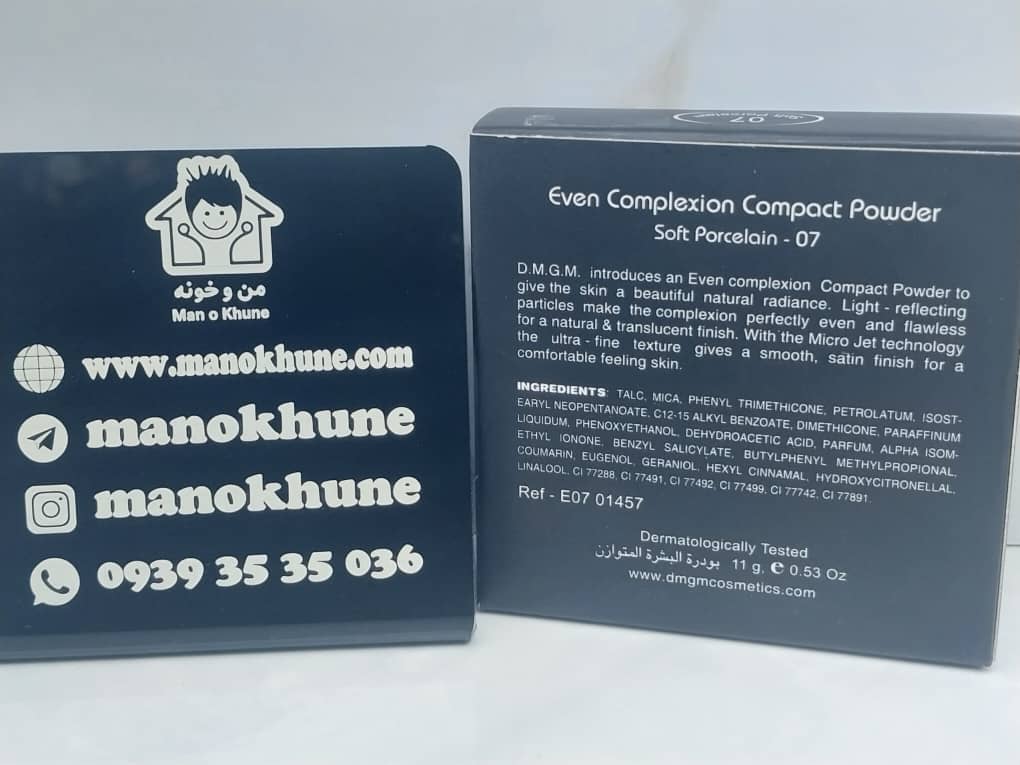 من و خونه
Man o Khune
www.manokhune.com
manokhune
manokhune
0939 35 35 036
07
Even Complexion Compact Powder
Soft Porcelain - 07
D.M.G.M. introduces an Even complexion Compact Powder to
give the skin a beautiful natural radiance. Light - reflecting
particles make the complexion perfectly even and flawless
for a natural & translucent finish. With the Micro Jet technology
the ultra - fine texture gives a smooth, satin finish for a
comfortable feeling skin.
INGREDIENTS: TALC, MICA, PHENYL TRIMETHICONE, PETROLATUM, ISOST-
EARYL NEOPENTANOATE, C12-15 ALKYL BENZOATE, DIMETHICONE, PARAFFINUM
LIQUIDUM, PHENOXYETHANOL, DEHYDROACETIC ACID, PARFUM, ALPHA ISOM-
ETHYL IONONE, BENZYL SALICYLATE, BUTYLPHENYL METHYLPROPIONAL,
COUMARIN, EUGENOL, GERANIOL, HEXYL CINNAMAL, HYDROXYCITRONELLAL,
LINALOOL, CI 77288, CI 77491, CI 77492, CI 77499, CI 77742, CI 77891.
Ref - E07 01457
Dermatologically Tested
بودرة البشرة المتوازن 11 g. e 0.53 Oz
www.dmgmcosmetics.com